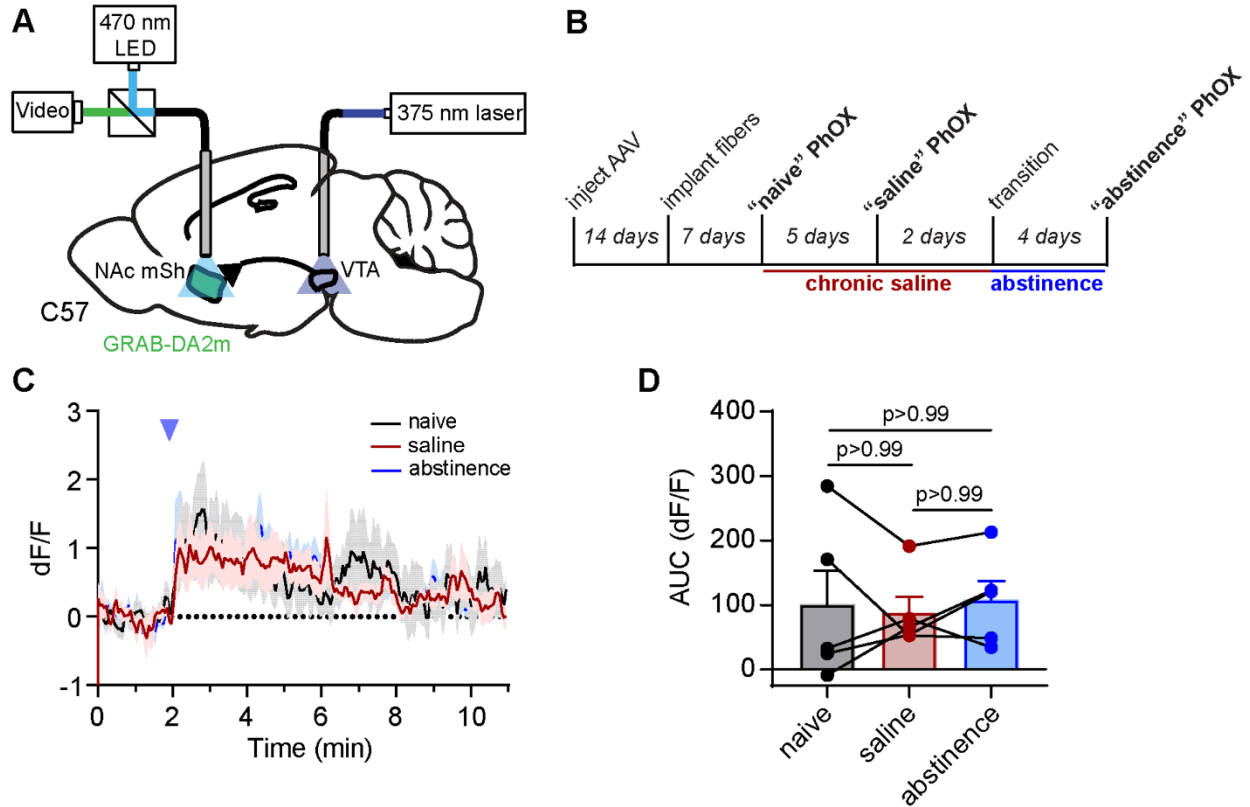 A
470 nm
LED
Video
375 nm laser
NAc mSh
VTA
C57
GRAB-DA2m
B
inject AAV
implant fibers
“naive” PhOX
“saline” PhOX
transition
“abstinence” PhOX
14 days
7 days
5 days
2 days
4 days
chronic saline
abstinence
C
3
2
1
0
-1
dF/F
naive
saline
abstinence
0
2
4
6
8
10
Time (min)
D
400
300
200
100
0
AUC (dF/F)
p>0.99
p>0.99
p>0.99
naive
saline
abstinence